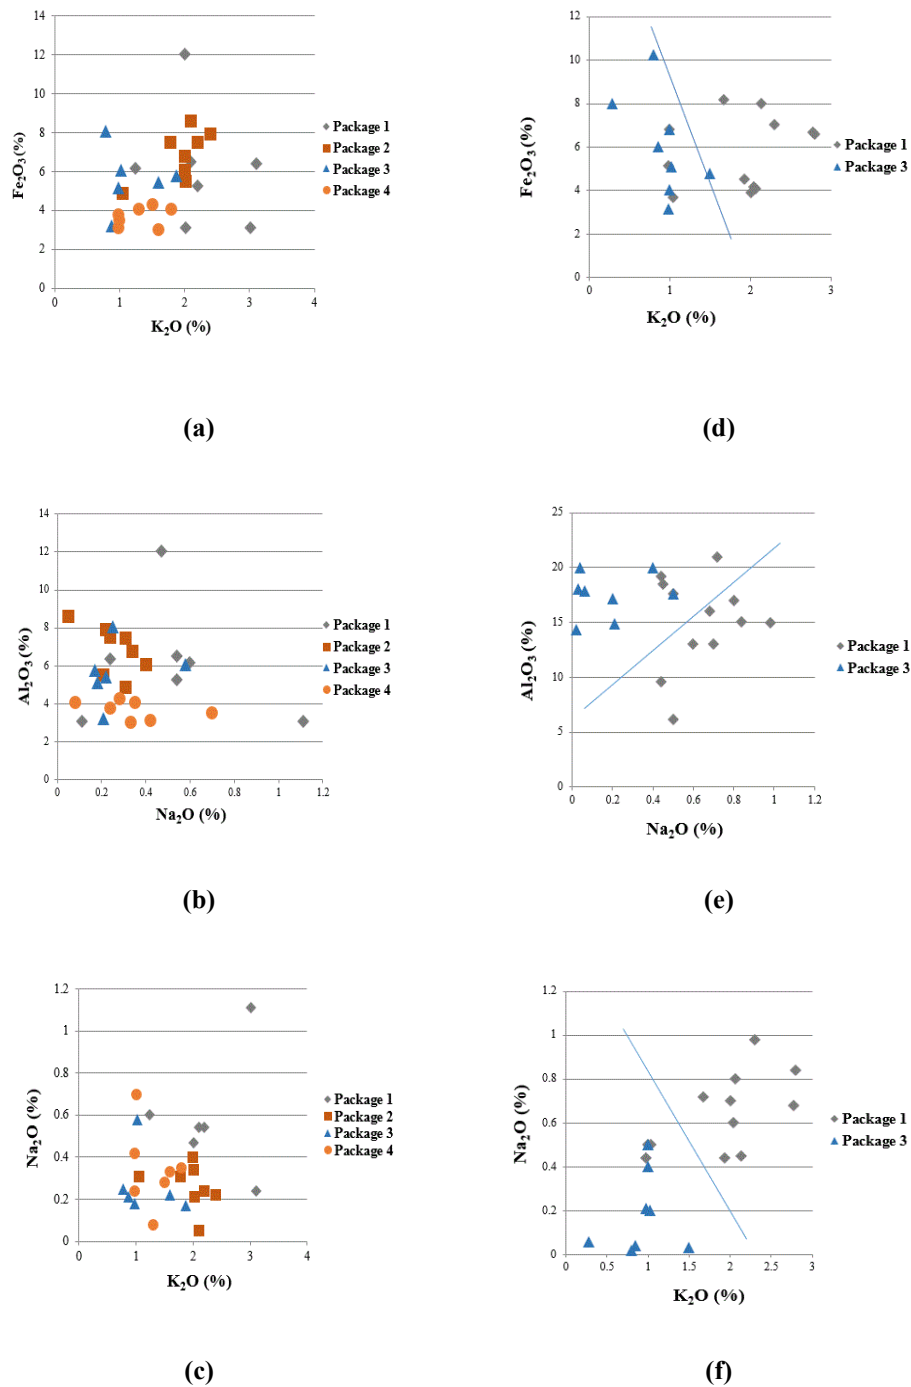 14
12
10
8
6
4
2
0
Fe₂O₃ (%)
0 1 2 3 4
K₂O (%)
Package 1
Package 2
Package 3
Package 4
(a)
12
10
8
6
4
2
0
Fe₂O₃ (%)
0 1 2 3
K₂O (%)
Package 1
Package 3
(d)
14
12
10
8
6
4
2
0
Al₂O₃ (%)
0 0.2 0.4 0.6 0.8 1 1.2
Na₂O (%)
Package 1
Package 2
Package 3
Package 4
(b)
25
20
15
10
5
0
Al₂O₃ (%)
0 0.2 0.4 0.6 0.8 1 1.2
Na₂O (%)
Package 1
Package 3
(e)
1.2
1
0.8
0.6
0.4
0.2
0
Na₂O (%)
0 1 2 3 4
K₂O (%)
Package 1
Package 2
Package 3
Package 4
(c)
1.2
1
0.8
0.6
0.4
0.2
0
Na₂O (%)
0 0.5 1 1.5 2 2.5 3
K₂O (%)
Package 1
Package 3
(f)